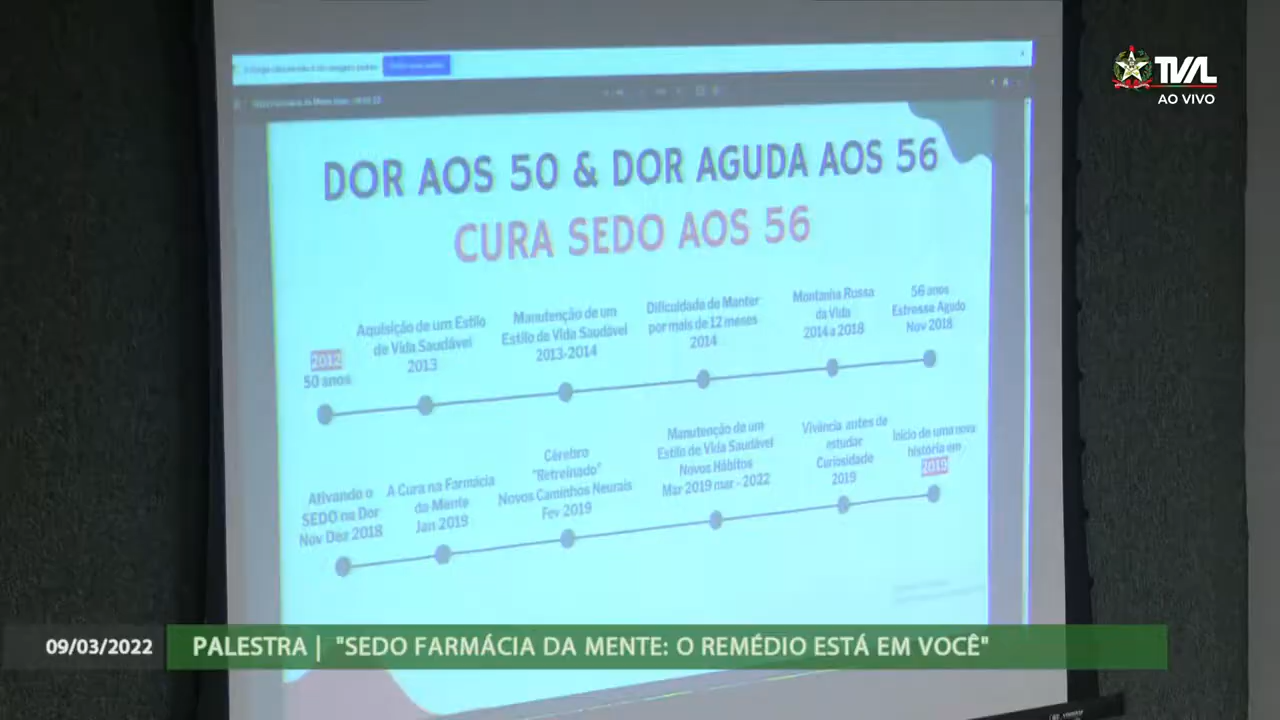 TVAL
AO VIVO
DOR AOS 50 & DOR AGUDA AOS 56
CURA SEDO AOS 56
2012
50 anos
Aquisição de um Estilo
de Vida Saudável
2013
Manutenção de um
Estilo de Vida Saudável
2013-2014
Dificuldade de Manter
por mais de 12 meses
2014
Montanha Russa
da Vida
2014 a 2018
56 anos
Estresse Agudo
Nov 2018
Ativando o
SEDO na Dor
Nov Dez 2018
A Cura na Farmácia
da Mente
Jan 2019
Cérebro
"Retreinado"
Novos Caminhos Neurais
Fev 2019
Manutenção de um
Estilo de Vida Saudável
Novos Hábitos
Mar 2019 mar - 2022
Vivência antes de
estudar
Curiosidade
2019
Início de uma nova
história em
2019
09/03/2022
PALESTRA | "SEDO FARMÁCIA DA MENTE: O REMÉDIO ESTÁ EM VOCÊ"